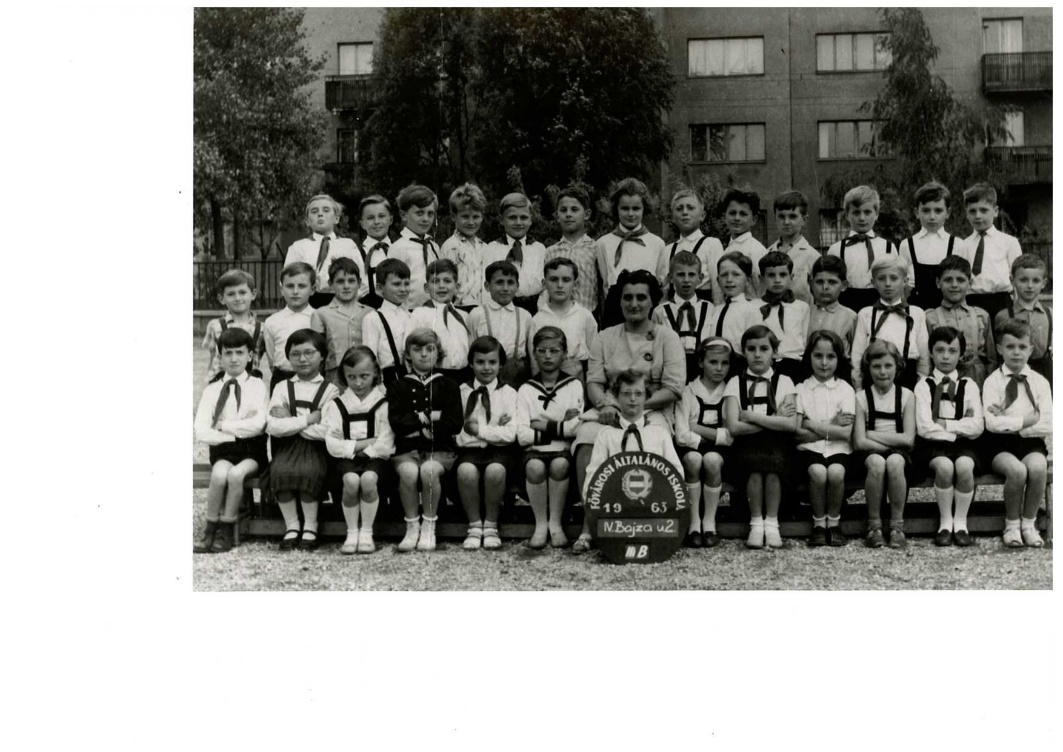 FŐVÁROSI ÁLTALÁNOS ISKOLA
19 63
IV. Bajza u 2
III B